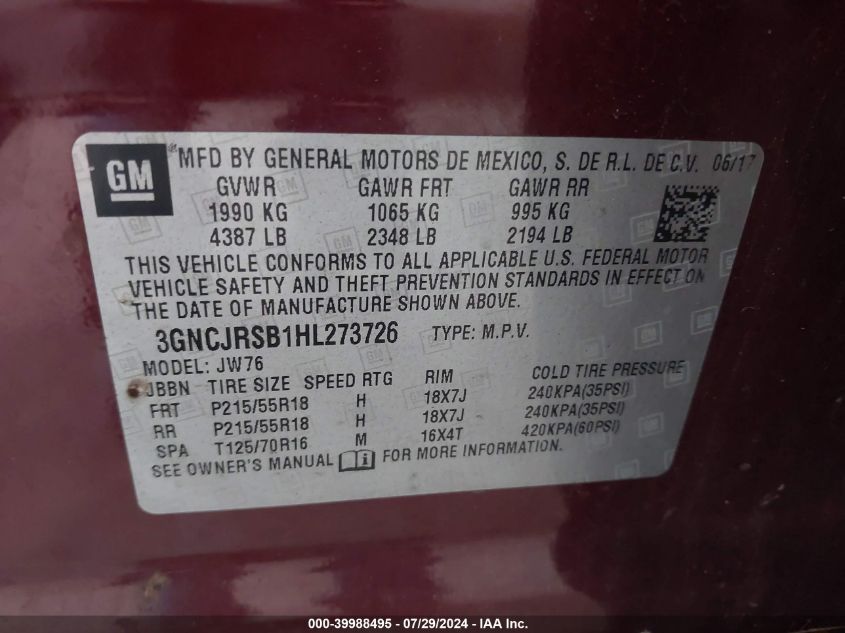 GM MFD BY GENERAL MOTORS DE MEXICO, S. DE R.L. DE C.V. 06/17
GVWR GAWR FRT GAWR RR
1990 KG 1065 KG 995 KG
4387 LB 2348 LB 2194 LB
THIS VEHICLE CONFORMS TO ALL APPLICABLE U.S. FEDERAL MOTOR
VEHICLE SAFETY AND THEFT PREVENTION STANDARDS IN EFFECT ON
THE DATE OF MANUFACTURE SHOWN ABOVE.
3GNCJRSB1HL273726 TYPE: M.P.V.
MODEL: JW76
JBBN TIRE SIZE SPEED RTG RIM COLD TIRE PRESSURE
FRT P215/55R18 H 18X7J 240KPA(35PSI)
RR P215/55R18 H 18X7J 240KPA(35PSI)
SPA T125/70R16 M 16X4T 420KPA(60PSI)
SEE OWNER'S MANUAL i FOR MORE INFORMATION.
000-39988495 - 07/29/2024 - IAA Inc.